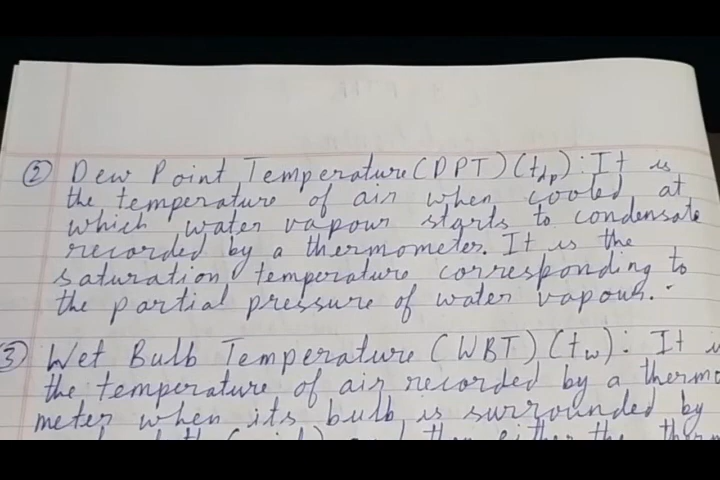 ② Dew Point Temperature (DPT) (tdp): It is
the temperature of air when cooled at
which water vapour starts to condensate
recorded by a thermometer. It is the
saturation temperature corresponding to
the partial pressure of water vapour.
③ Wet Bulb Temperature (WBT) (tw): It
the temperature of air recorded by a thermo
meter when its bulb is surrounded by